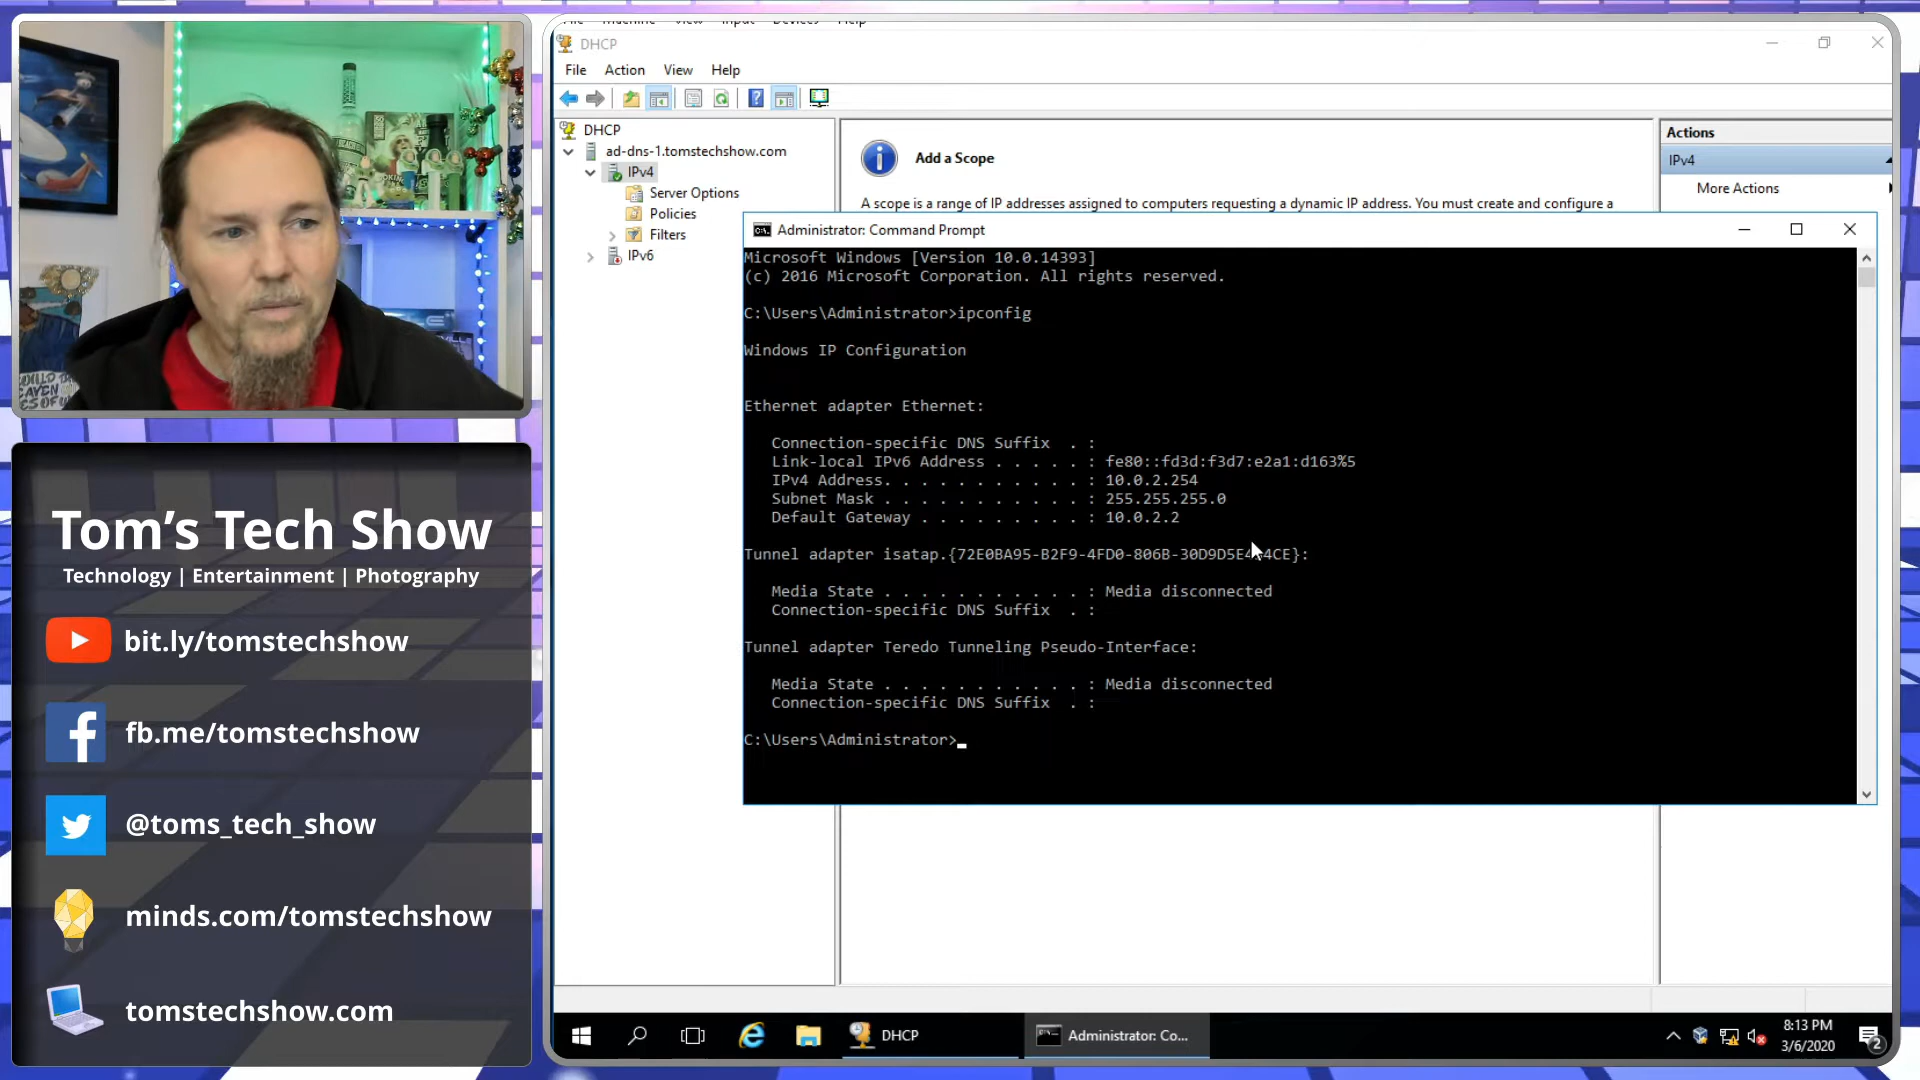 File Machine View Input Devices Help
DHCP
File Action View Help
DHCP
ad-dns-1.tomstechshow.com
IPv4
Server Options
Policies
Filters
IPv6
Add a Scope
A scope is a range of IP addresses assigned to computers requesting a dynamic IP address. You must create and configure a
Actions
IPv4
More Actions
Administrator: Command Prompt
Microsoft Windows [Version 10.0.14393]
(c) 2016 Microsoft Corporation. All rights reserved.
C:\Users\Administrator>ipconfig
Windows IP Configuration
Ethernet adapter Ethernet:
Connection-specific DNS Suffix . :
Link-local IPv6 Address . . . . . : fe80::fd3d:f3d7:e2a1:d163%5
IPv4 Address. . . . . . . . . . . : 10.0.2.254
Subnet Mask . . . . . . . . . . . : 255.255.255.0
Default Gateway . . . . . . . . . : 10.0.2.2
Tunnel adapter
Media State . . . . . . . . . . . : Media disconnected
Connection-specific DNS Suffix . :
Tunnel adapter Teredo Tunneling Pseudo-Interface:
Media State . . . . . . . . . . . : Media disconnected
Connection-specific DNS Suffix . :
C:\Users\Administrator>
Tom's Tech Show
Technology | Entertainment | Photography
bit.ly/tomstechshow
fb.me/tomstechshow
@toms_tech_show
minds.com/tomstechshow
tomstechshow.com
DHCP
Administrator: Co...
8:13 PM
3/6/2020
2